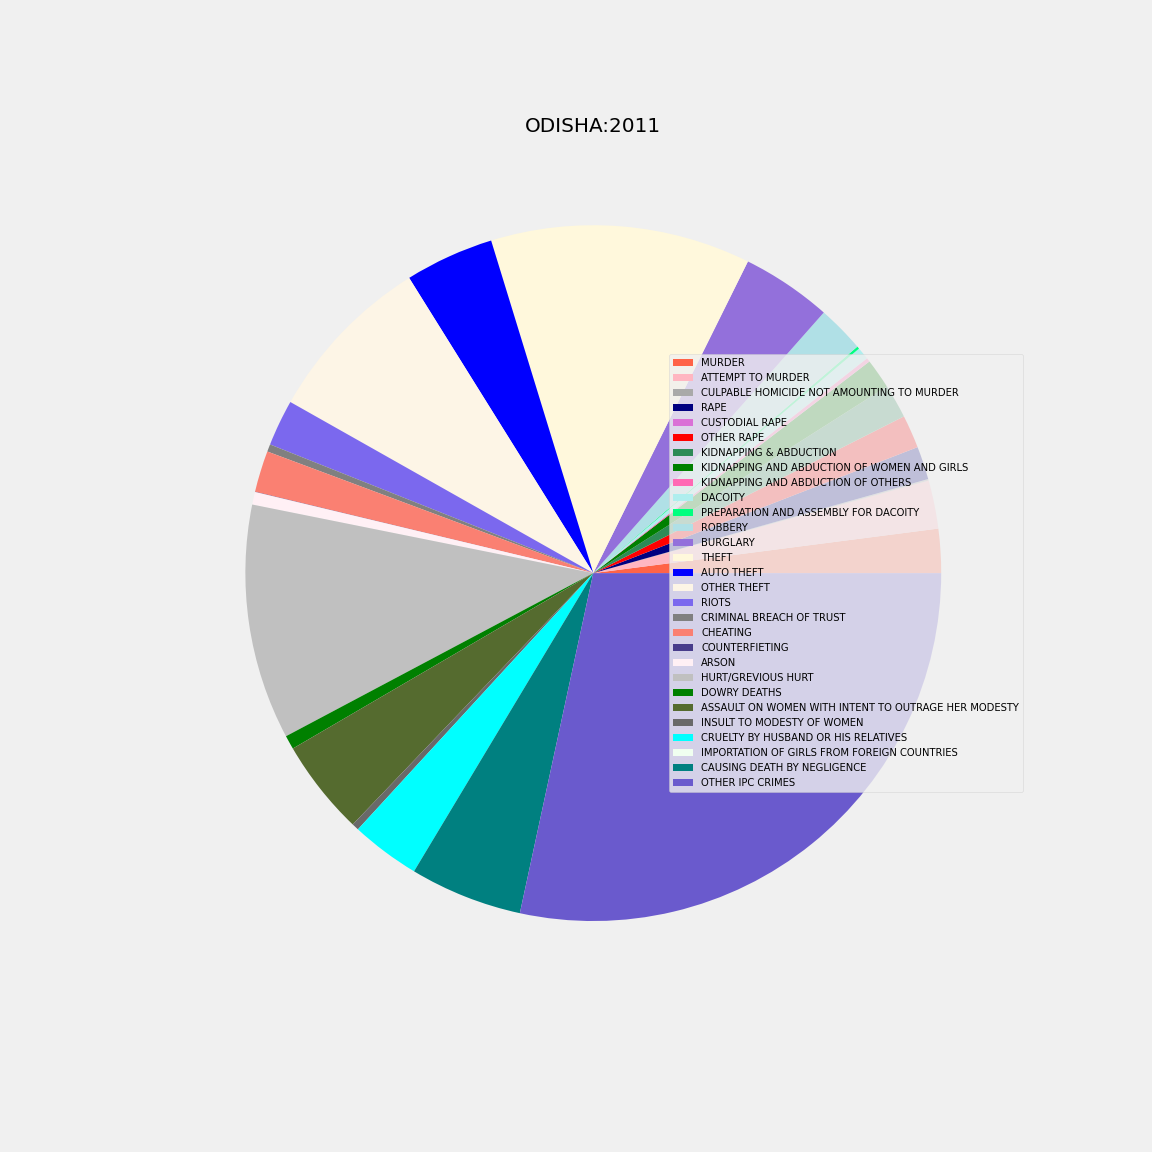 ODISHA:2011
MURDER
ATTEMPT TO MURDER
CULPABLE HOMICIDE NOT AMOUNTING TO MURDER
RAPE
CUSTODIAL RAPE
OTHER RAPE
KIDNAPPING & ABDUCTION
KIDNAPPING AND ABDUCTION OF WOMEN AND GIRLS
KIDNAPPING AND ABDUCTION OF OTHERS
DACOITY
PREPARATION AND ASSEMBLY FOR DACOITY
ROBBERY
BURGLARY
THEFT
AUTO THEFT
OTHER THEFT
RIOTS
CRIMINAL BREACH OF TRUST
CHEATING
COUNTERFIETING
ARSON
HURT/GREVIOUS HURT
DOWRY DEATHS
ASSAULT ON WOMEN WITH INTENT TO OUTRAGE HER MODESTY
INSULT TO MODESTY OF WOMEN
CRUELTY BY HUSBAND OR HIS RELATIVES
IMPORTATION OF GIRLS FROM FOREIGN COUNTRIES
CAUSING DEATH BY NEGLIGENCE
OTHER IPC CRIMES